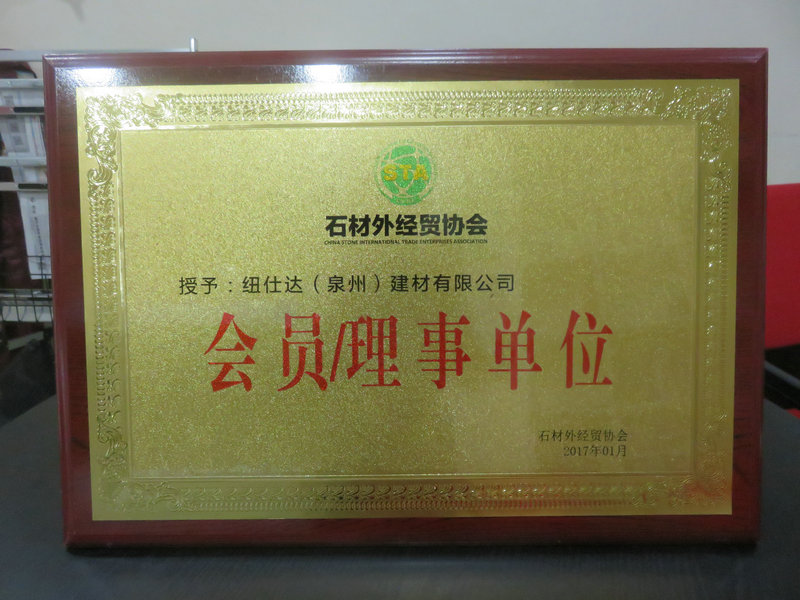 STA
石材外经贸协会
CHINA STONE INTERNATIONAL TRADE ENTERPRISES ASSOCIATION
授予：纽仕达（泉州）建材有限公司
会员/理事单位
石材外经贸协会
2017年01月